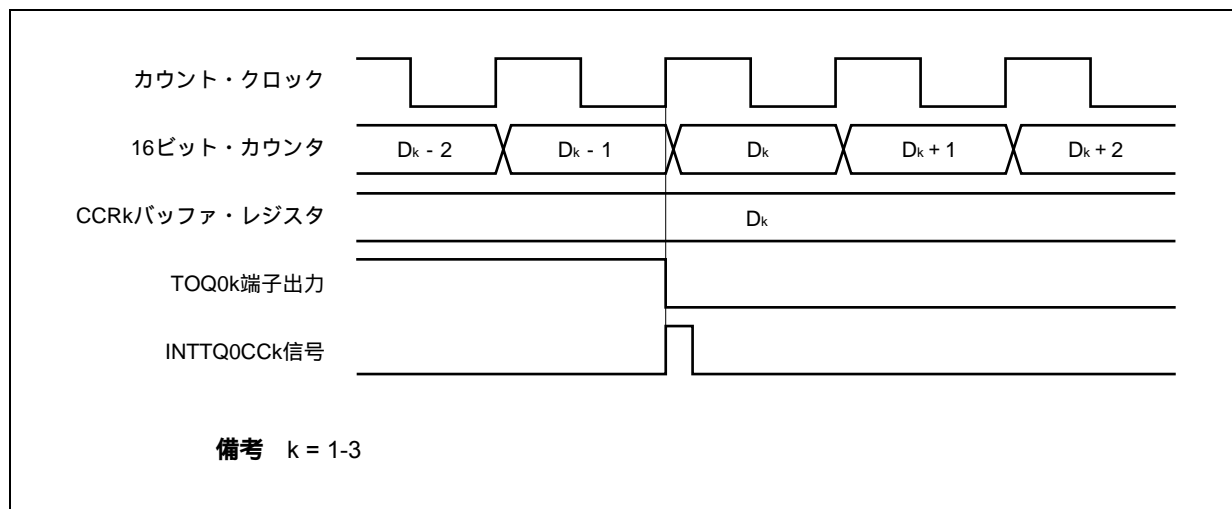 カウント・クロック
16ビット・カウンタ Dk - 2 Dk - 1 Dk Dk + 1 Dk + 2
CCRkバッファ・レジスタ Dk
TOQ0k端子出力
INTTQ0CCk信号
備考 k = 1-3